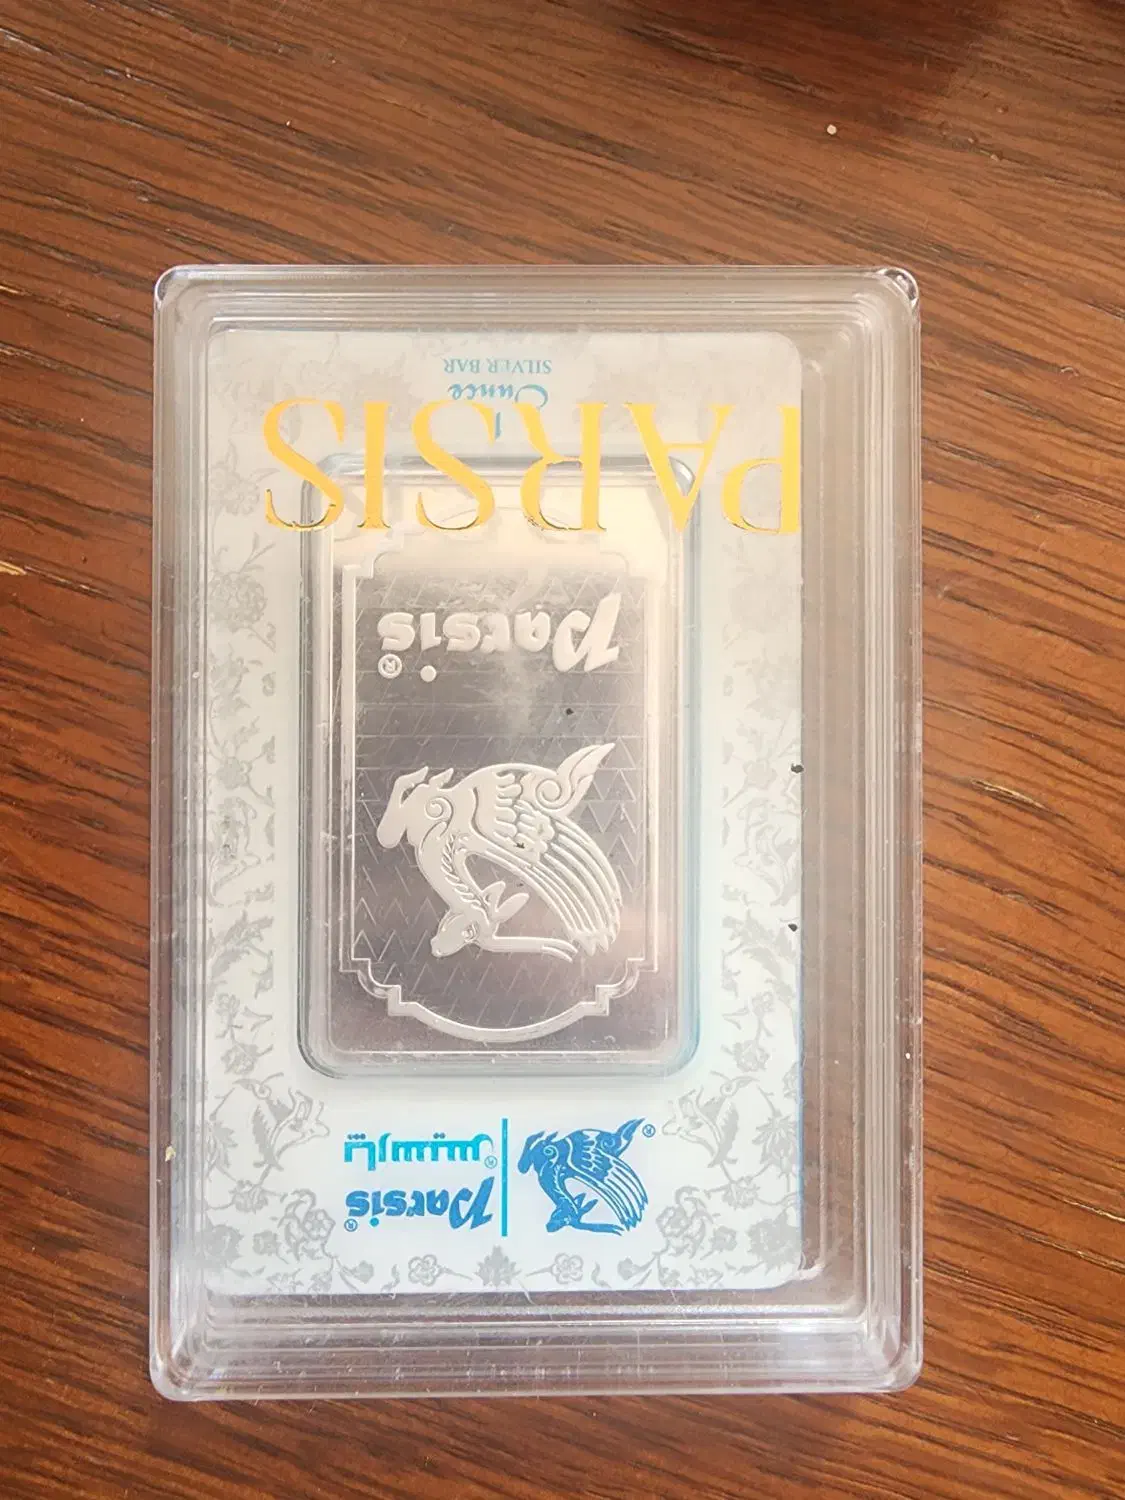 ® پارسیس
Parsis®
®
Parsis®
PARSIS
1
Ounce
SILVER BAR